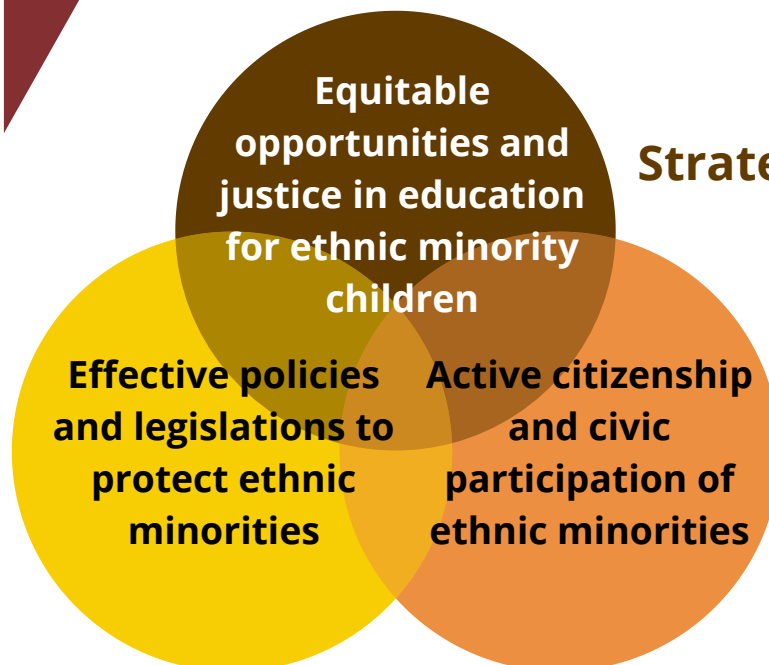 Equitable
opportunities and
justice in education
for ethnic minority
children
Effective policies
and legislations to
protect ethnic
minorities
Active citizenship
and civic
participation of
ethnic minorities